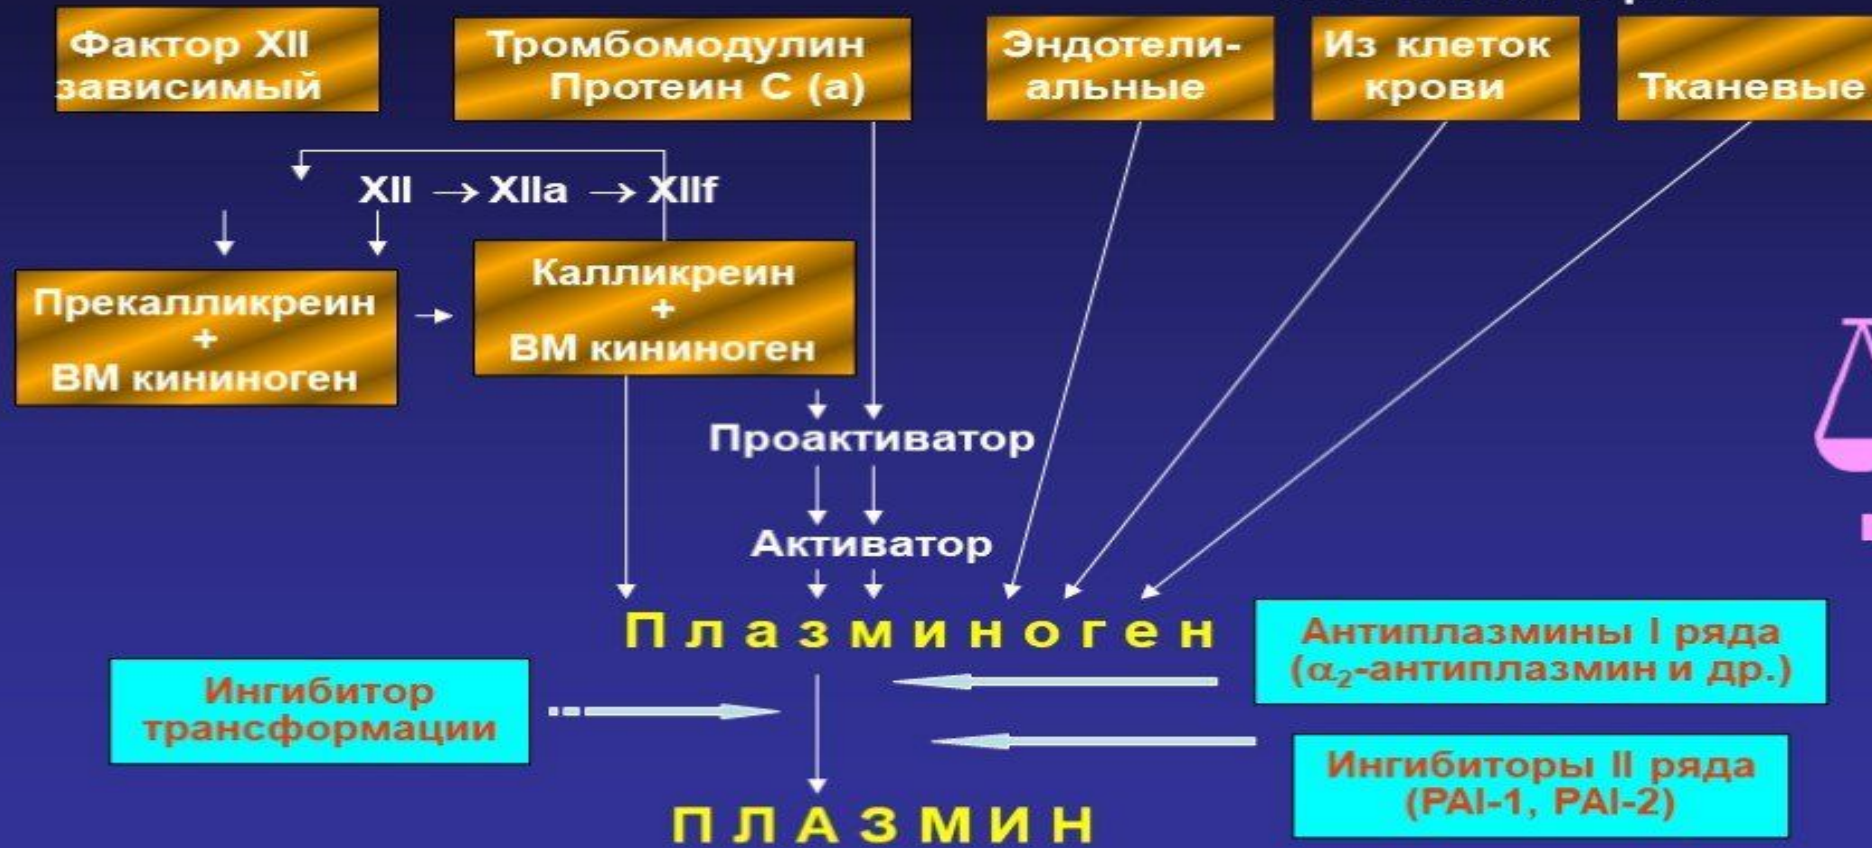 Фактор XII
зависимый
Тромбомодулин
Протеин С (а)
Эндотели-
альные
Из клеток
крови
Тканевые
XII → XIIa → XIIf
Прекалликреин
+
ВМ кининоген
Калликреин
+
ВМ кининоген
Проактиватор
Активатор
Плазминоген
Ингибитор
трансформации
Антиплазмины I ряда
(α₂-антиплазмин и др.)
Ингибиторы II ряда
(PAI-1, PAI-2)
ПЛАЗМИН